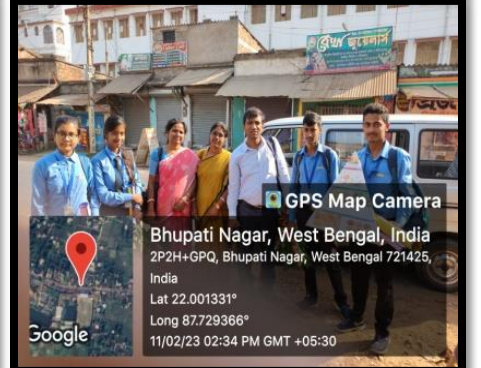 রেখা জুয়েলার্স
GPS Map Camera
Bhupati Nagar, West Bengal, India
2P2H+GPQ, Bhupati Nagar, West Bengal 721425,
India
Lat 22.001331°
Long 87.729366°
11/02/23 02:34 PM GMT +05:30
Google